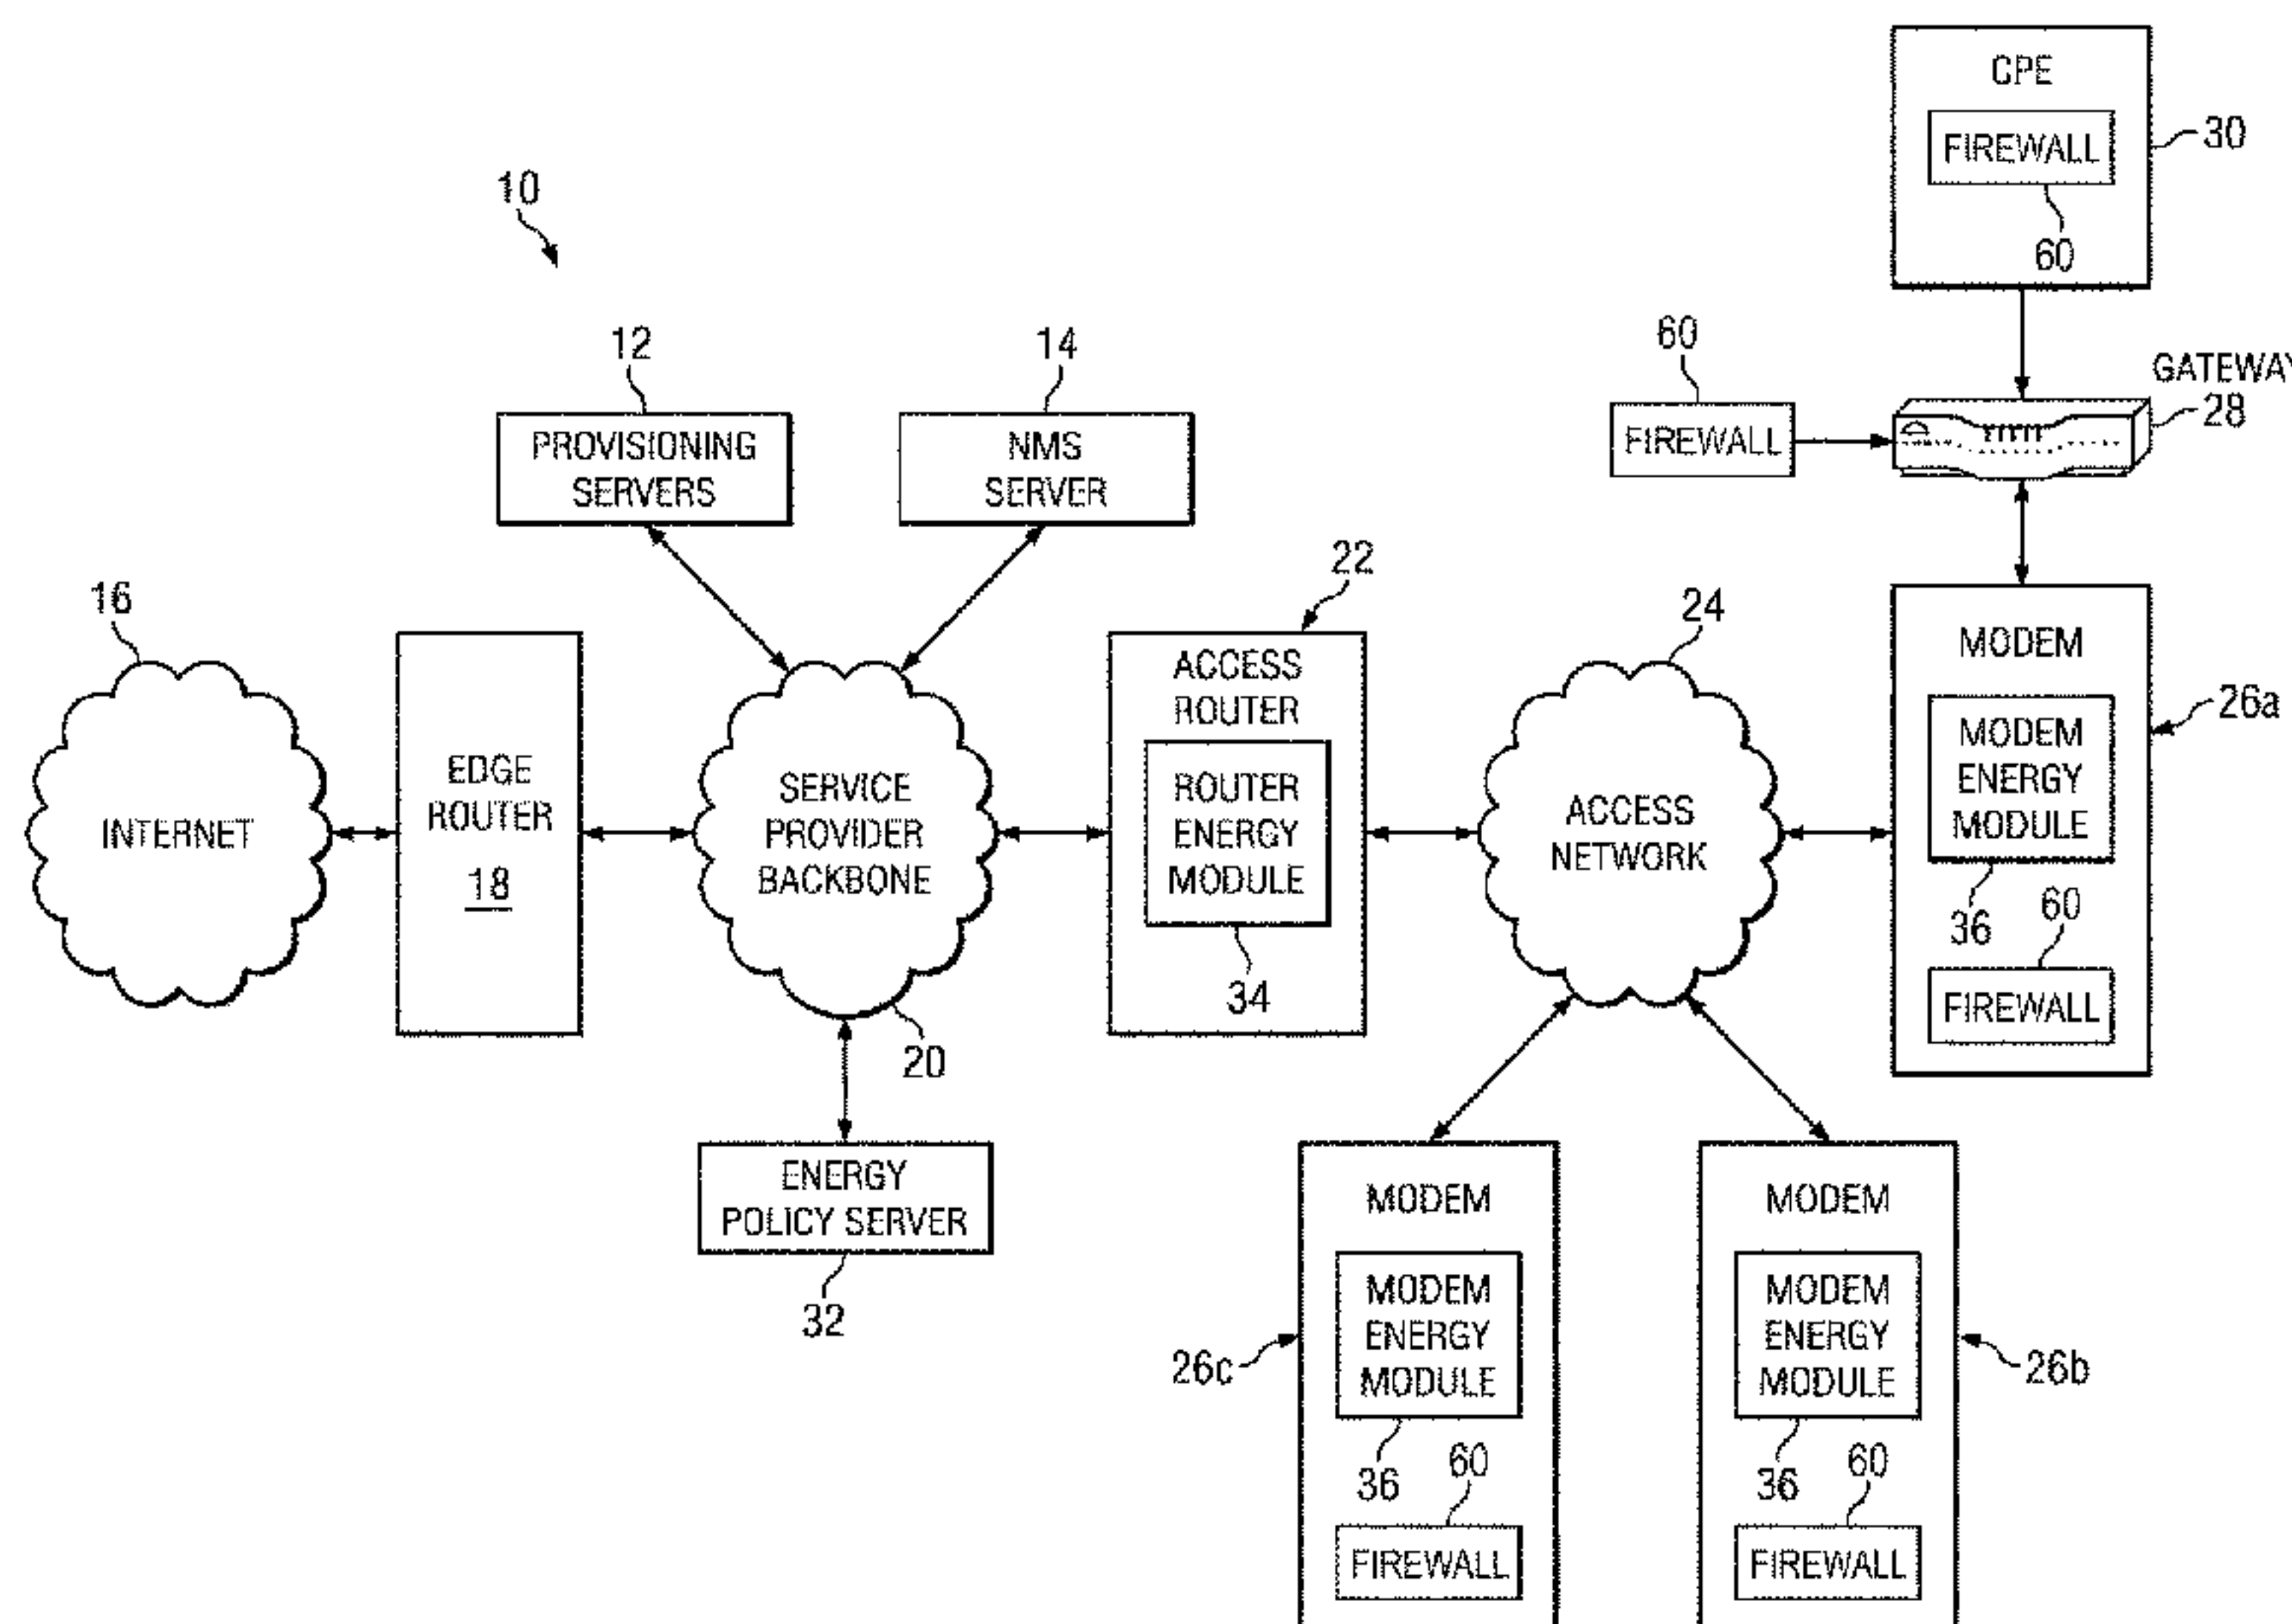 CPE
FIREWALL
30
60
10
60
GATEWAY
28
FIREWALL
12
14
PROVISIONING
SERVERS
NMS
SERVER
16
22
24
INTERNET
EDGE
ROUTER
18
SERVICE
PROVIDER
BACKBONE
20
ACCESS
ROUTER
ROUTER
ENERGY
MODULE
34
ACCESS
NETWORK
MODEM
MODEM
ENERGY
MODULE
26a
36
60
FIREWALL
ENERGY
POLICY SERVER
32
MODEM
MODEM
ENERGY
MODULE
26c
36
60
FIREWALL
MODEM
MODEM
ENERGY
MODULE
26b
36
60
FIREWALL